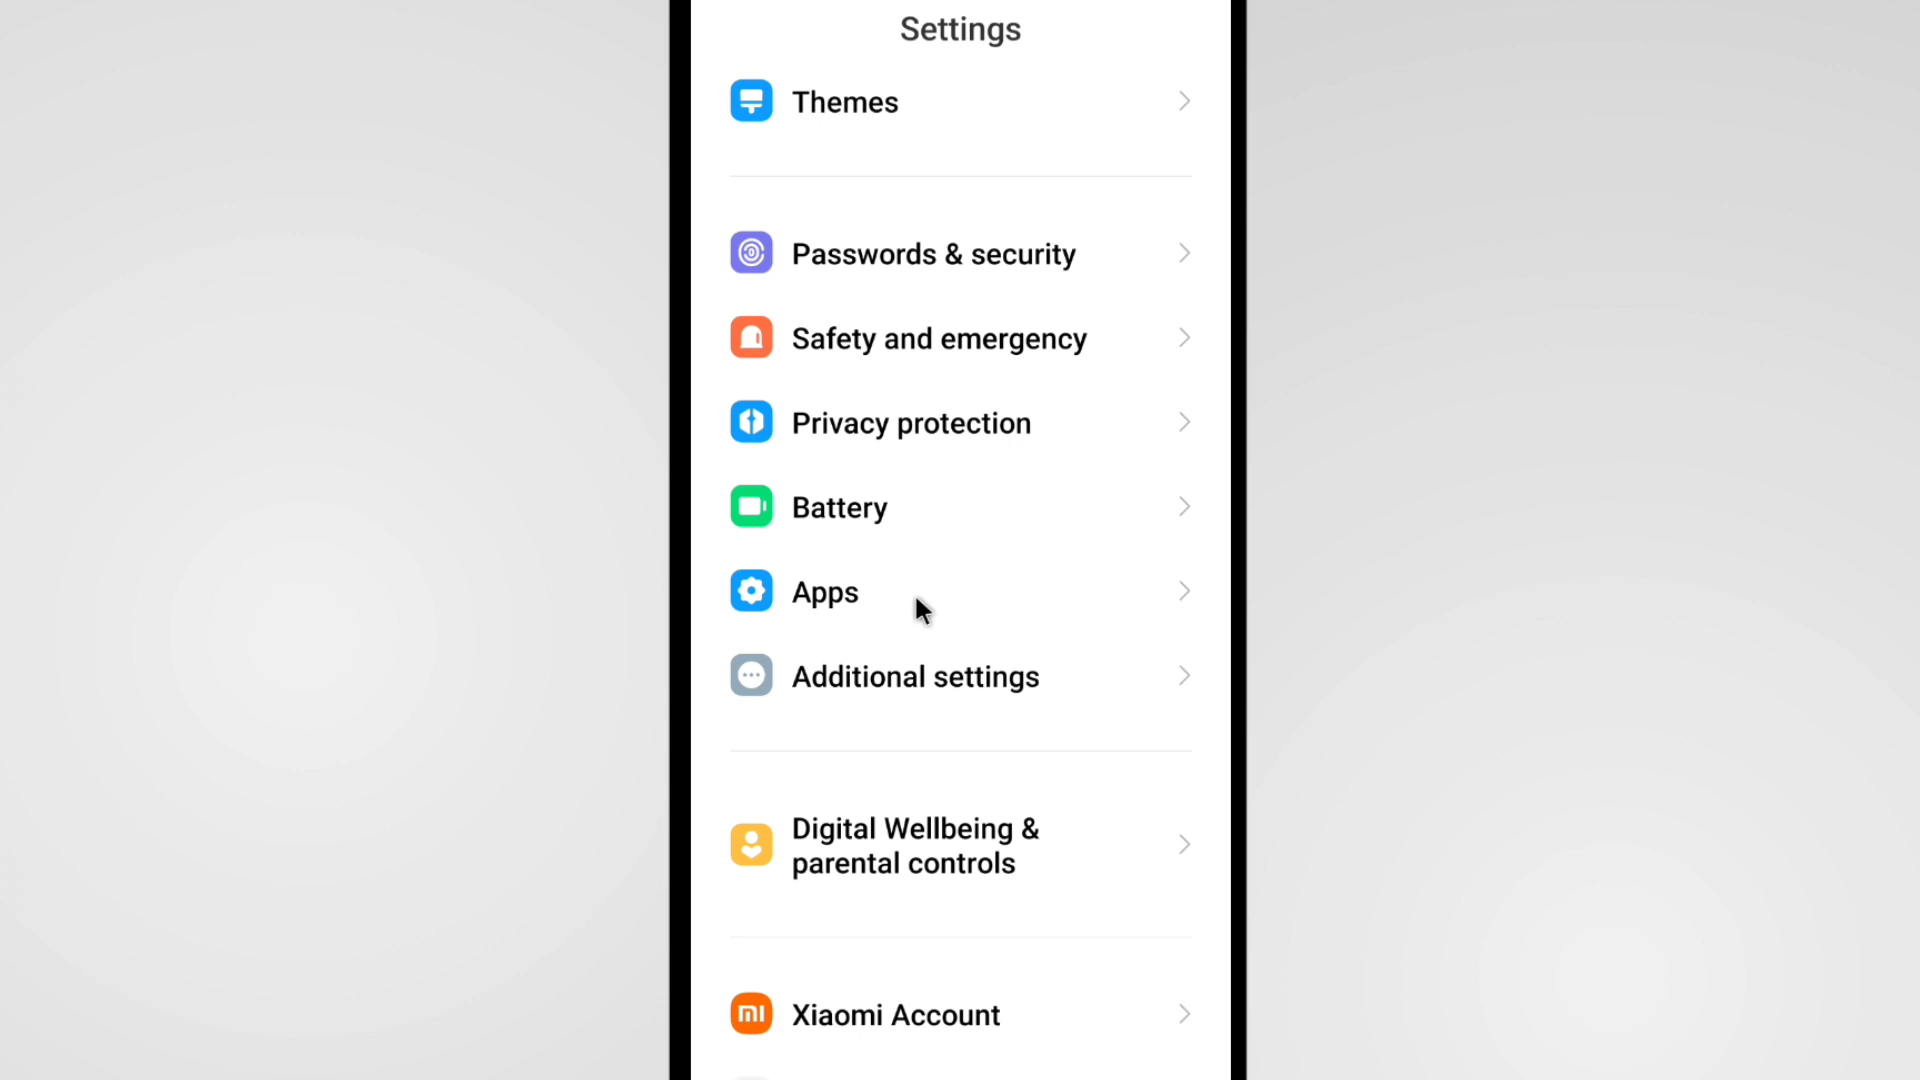 Settings
Themes
Passwords & security
Safety and emergency
Privacy protection
Battery
Apps
Additional settings
Digital Wellbeing &
parental controls
Xiaomi Account